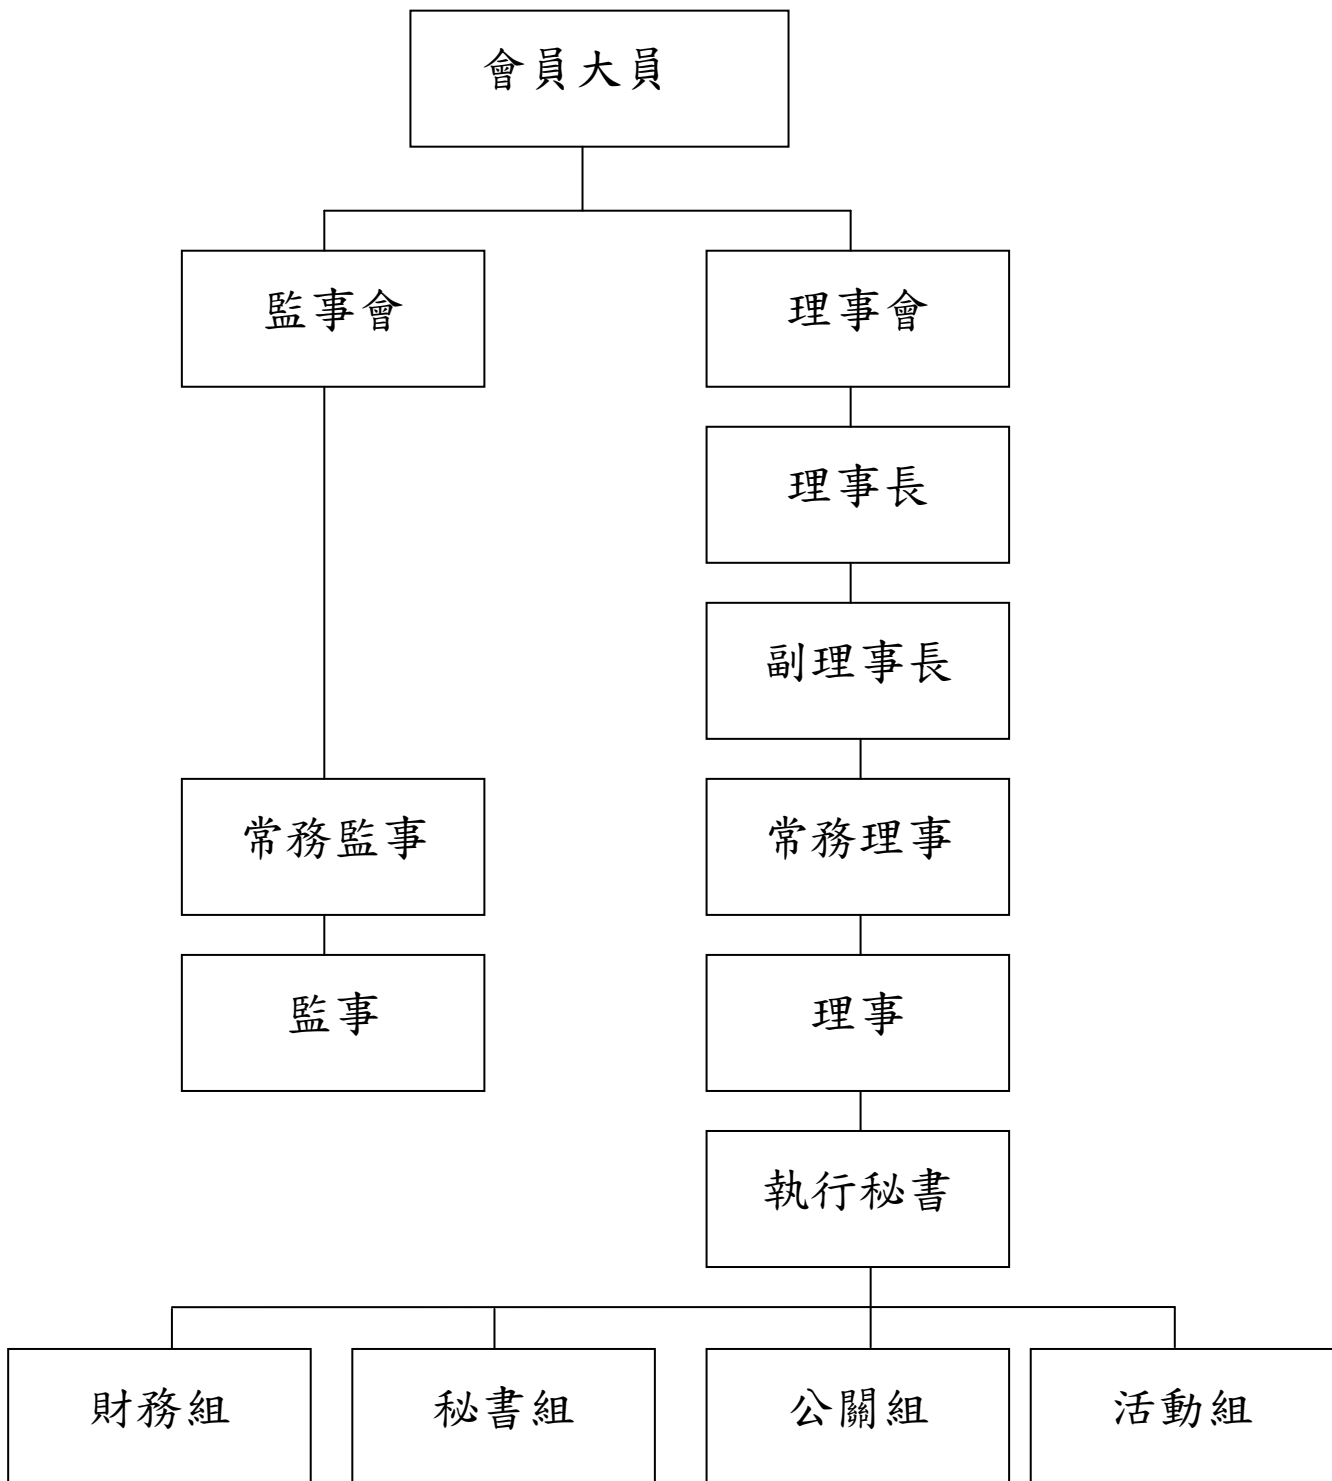 會員大員
監事會
理事會
理事長
副理事長
常務監事
常務理事
監事
理事
執行秘書
財務組
秘書組
公關組
活動組